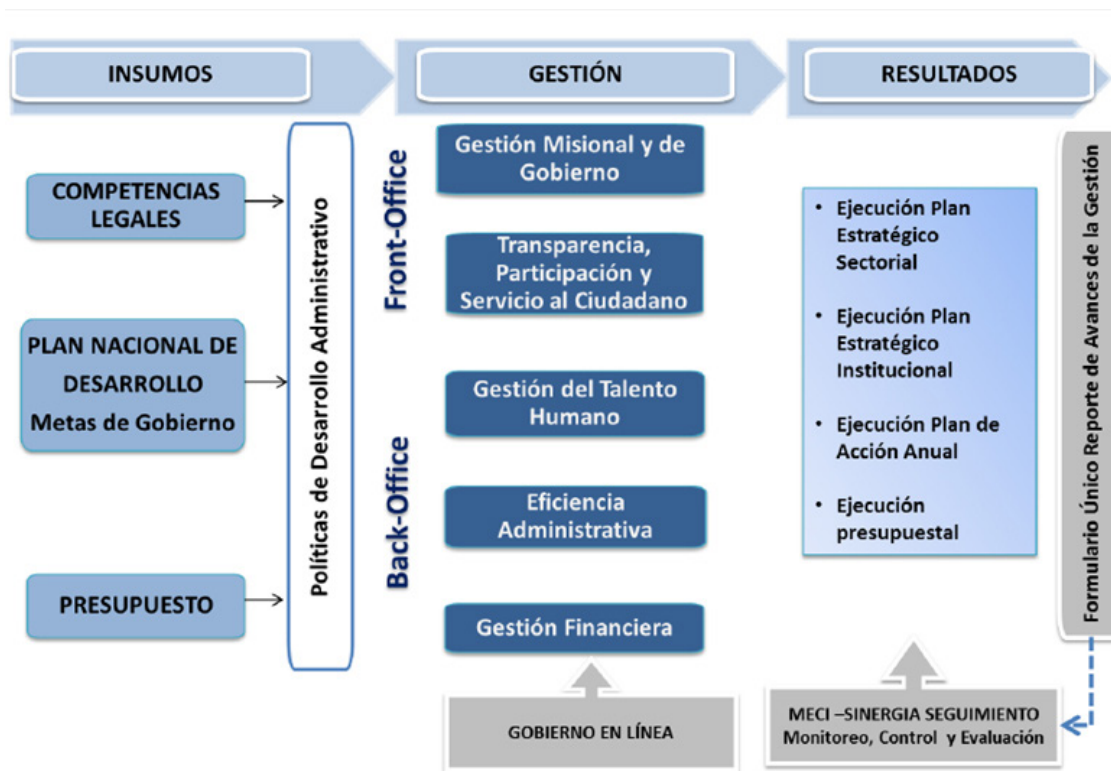 INSUMOS
GESTIÓN
RESULTADOS
COMPETENCIAS
LEGALES
PLAN NACIONAL DE
DESARROLLO
Metas de Gobierno
PRESUPUESTO
Políticas de Desarrollo Administrativo
Front-Office
Back-Office
Gestión Misional y de
Gobierno
Transparencia,
Participación y
Servicio al Ciudadano
Gestión del Talento
Humano
Eficiencia
Administrativa
Gestión Financiera
GOBIERNO EN LÍNEA
• Ejecución Plan
Estratégico
Sectorial
• Ejecución Plan
Estratégico
Institucional
• Ejecución Plan de
Acción Anual
• Ejecución
presupuestal
MECI –SINERGIA SEGUIMIENTO
Monitoreo, Control y Evaluación
Formulario Único Reporte de Avances de la Gestión